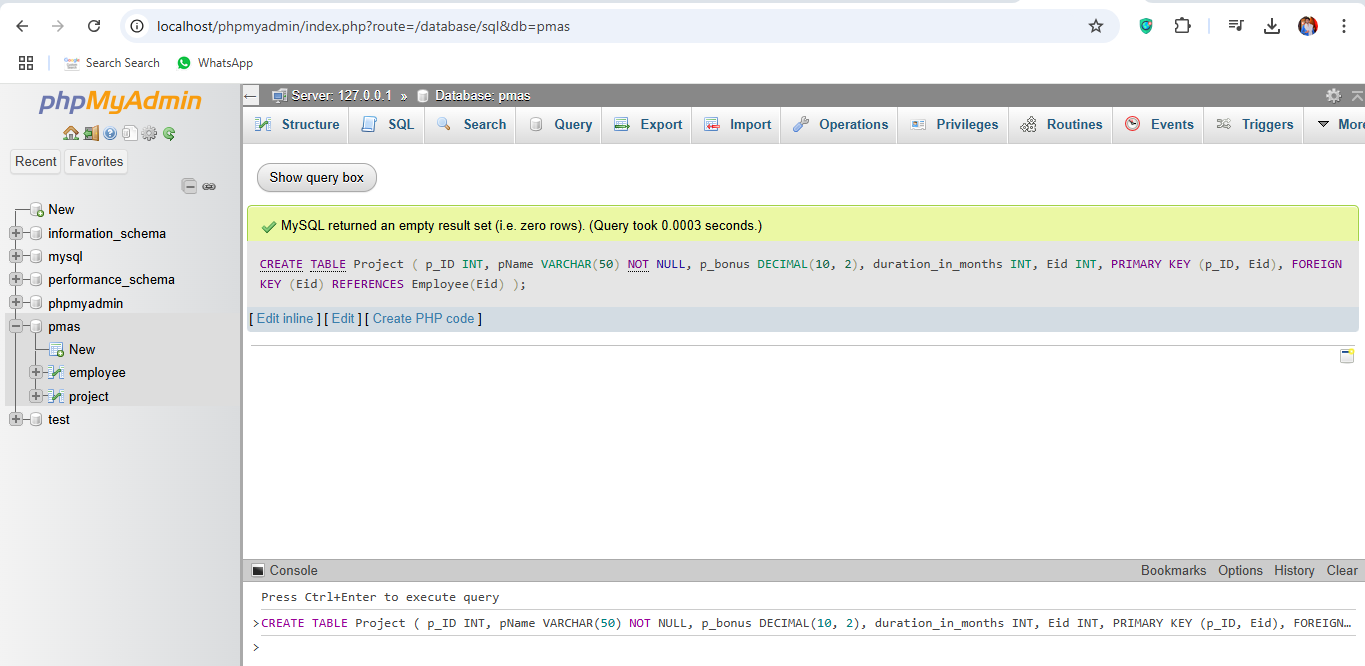 localhost/phpmyadmin/index.php?route=/database/sql&db=pmas
Search Search WhatsApp
phpMyAdmin
Recent Favorites
New
information_schema
mysql
performance_schema
phpmyadmin
pmas
New
employee
project
test
Server: 127.0.0.1 » Database: pmas
Structure SQL Search Query Export Import Operations Privileges Routines Events Triggers More
Show query box
MySQL returned an empty result set (i.e. zero rows). (Query took 0.0003 seconds.)
CREATE TABLE Project ( p_ID INT, pName VARCHAR(50) NOT NULL, p_bonus DECIMAL(10, 2), duration_in_months INT, Eid INT, PRIMARY KEY (p_ID, Eid), FOREIGN
KEY (Eid) REFERENCES Employee(Eid) );
[ Edit inline ] [ Edit ] [ Create PHP code ]
Console Bookmarks Options History Clear
Press Ctrl+Enter to execute query
>CREATE TABLE Project ( p_ID INT, pName VARCHAR(50) NOT NULL, p_bonus DECIMAL(10, 2), duration_in_months INT, Eid INT, PRIMARY KEY (p_ID, Eid), FOREIGN…
>